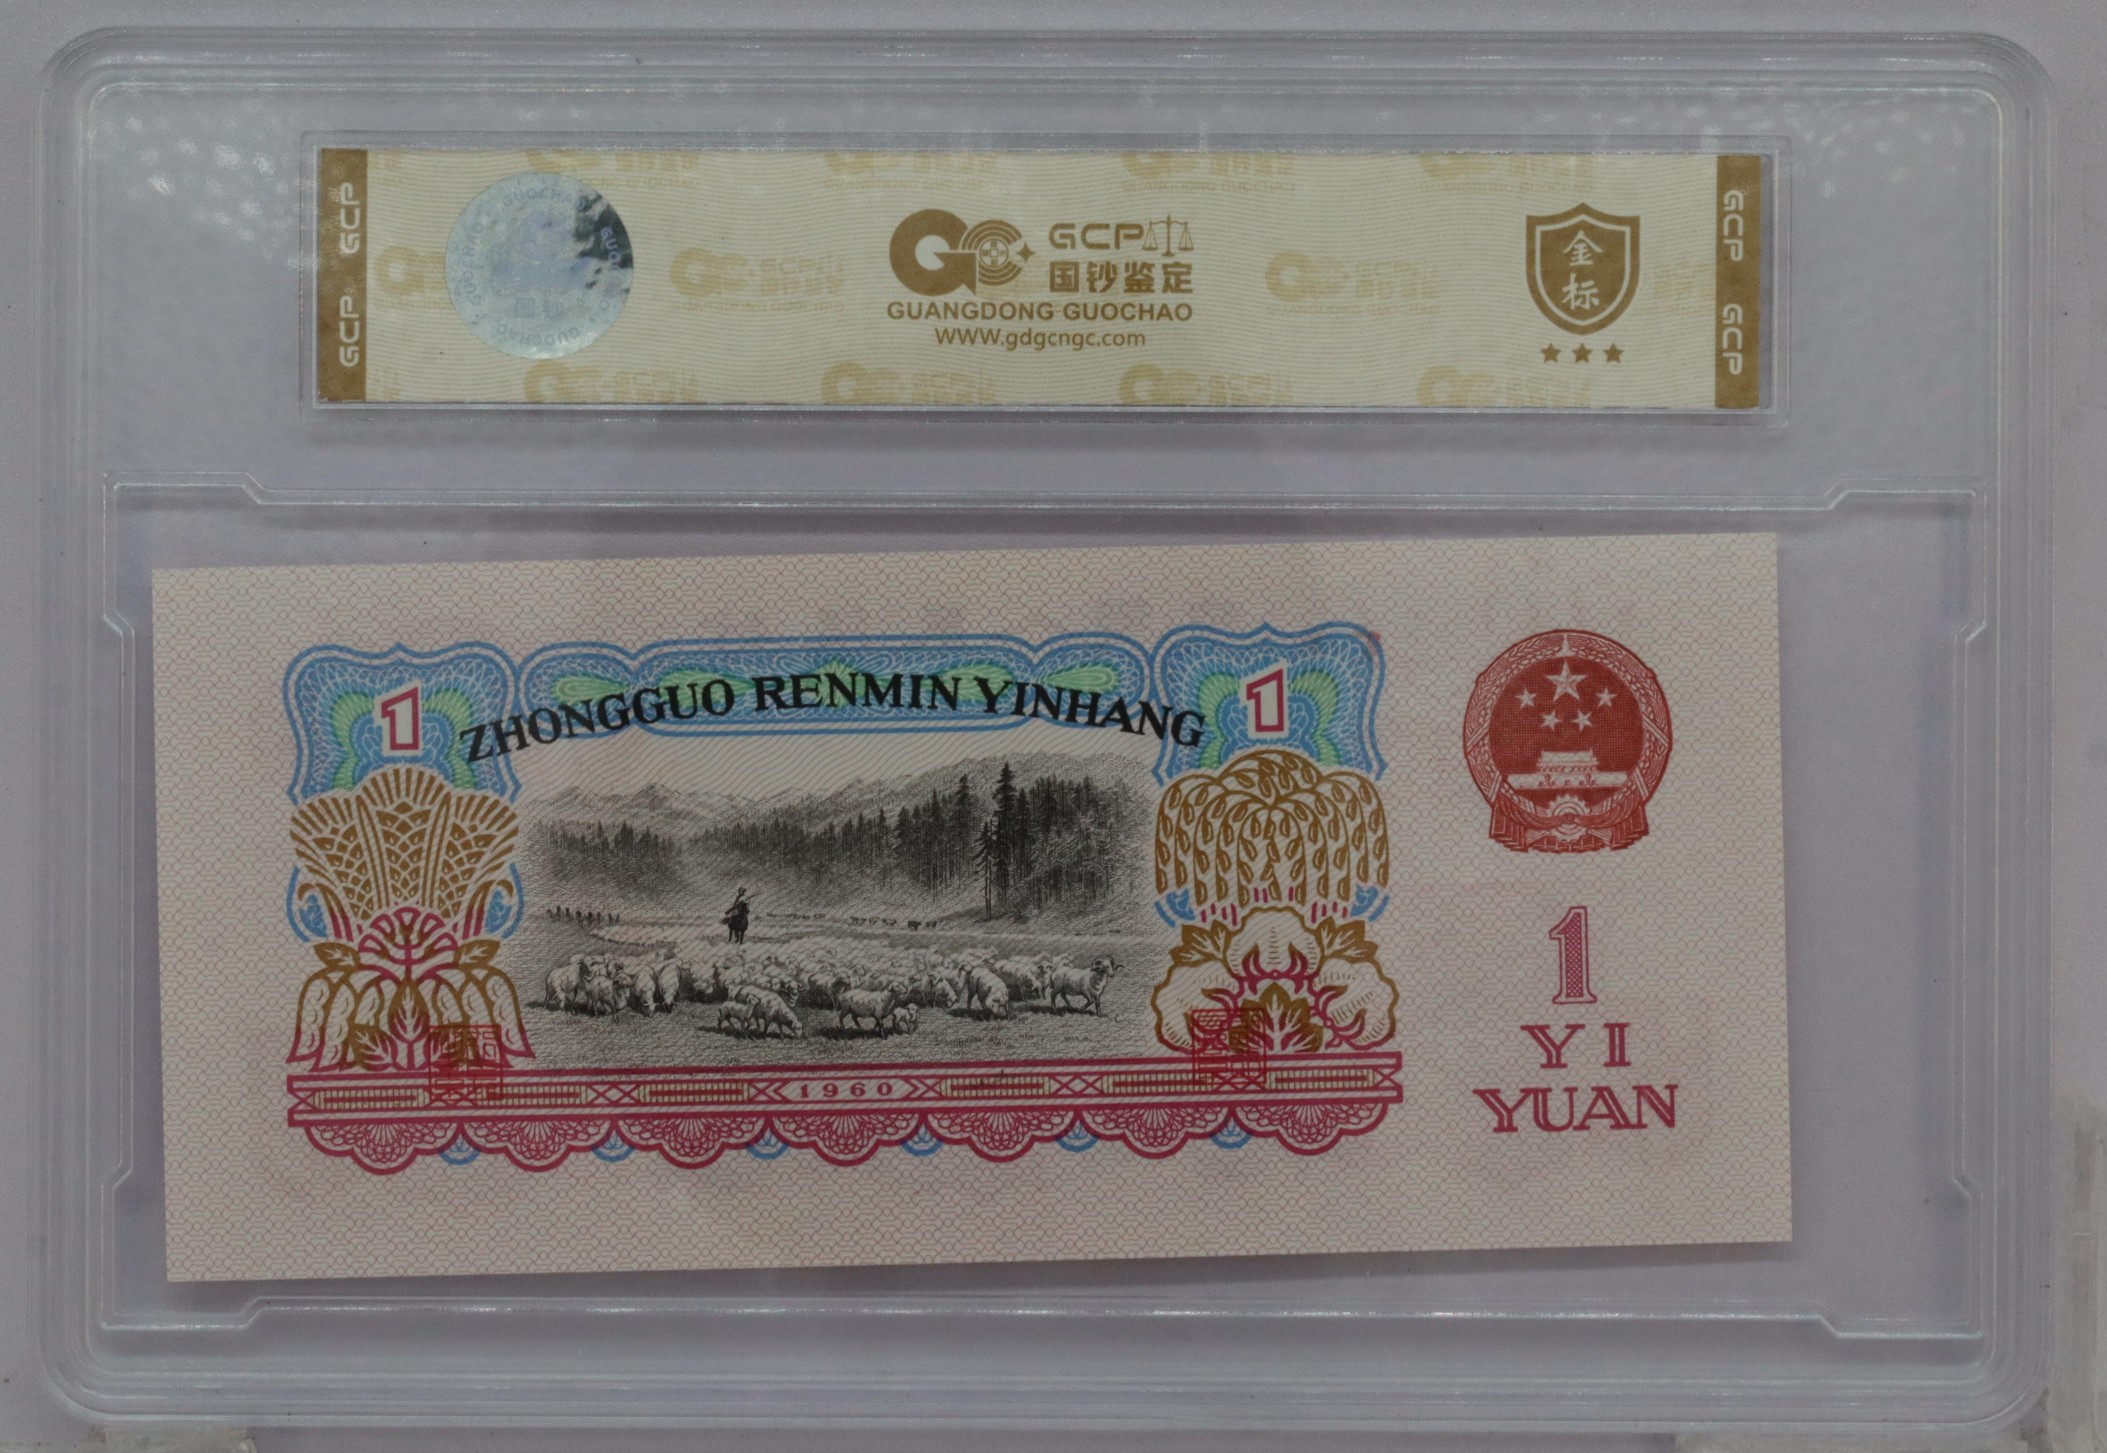 GCP GCP
GUOCHAO
GCP
国钞鉴定
GUANGDONG GUOCHAO
WWW.gdgcngc.com
金标
GCP GCP
ZHONGGUO RENMIN YINHANG
1
1
1960
1
YI
YUAN